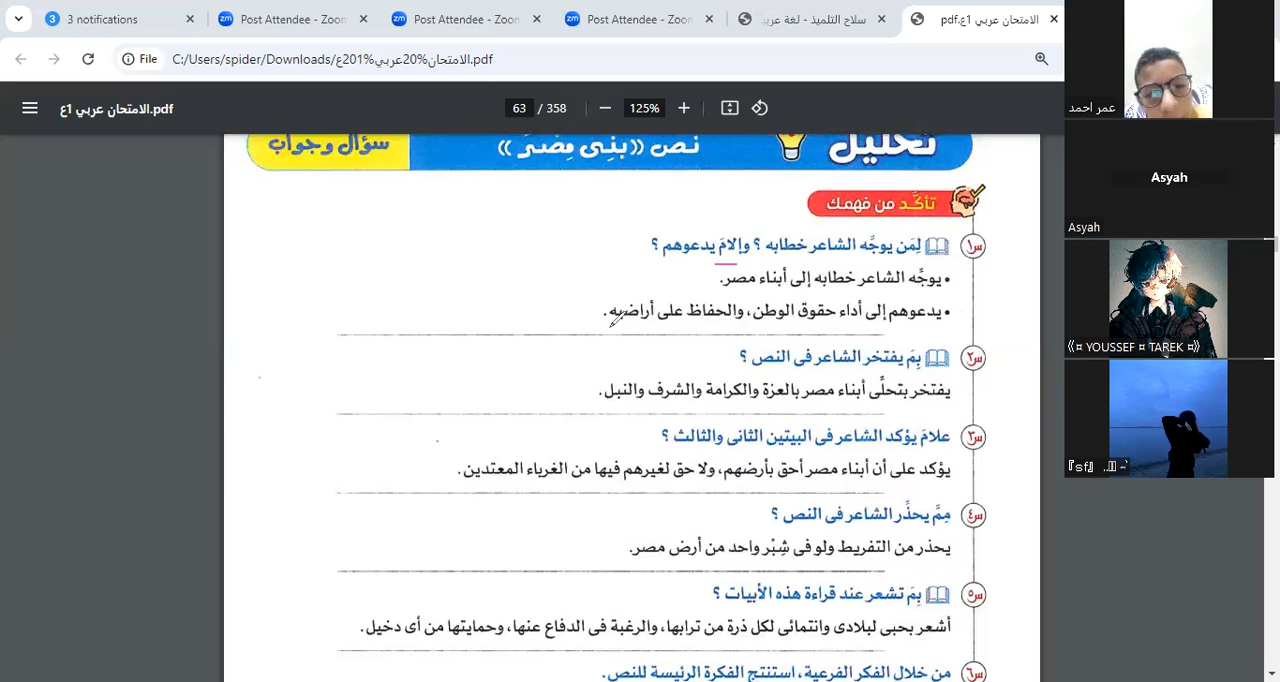 3 notifications
Post Attendee - Zoom
Post Attendee - Zoom
Post Attendee - Zoom
سلاح التلميذ - لغة عربي
الامتحان عربي 1ع.pdf
File C:/Users/spider/Downloads/الامتحان%20عربي%201ع.pdf
الامتحان عربي 1ع.pdf
63 / 358
125%
تحليل نص «بنى مصر» سؤال وجواب
تأكد من فهمك
س١ لِمَن يوجِّه الشاعر خطابه ؟ وإلامَ يدعوهم ؟
• يوجِّه الشاعر خطابه إلى أبناء مصر.
• يدعوهم إلى أداء حقوق الوطن، والحفاظ على أراضيه.
س٢ بِمَ يفتخر الشاعر فى النص ؟
يفتخر بتحلِّى أبناء مصر بالعزة والكرامة والشرف والنبل.
س٣ علامَ يؤكد الشاعر فى البيتين الثانى والثالث ؟
يؤكد على أن أبناء مصر أحق بأرضهم، ولا حق لغيرهم فيها من الغرباء المعتدين.
س٤ مِمَّ يحذِّر الشاعر فى النص ؟
يحذر من التفريط ولو فى شِبْر واحد من أرض مصر.
س٥ بِمَ تشعر عند قراءة هذه الأبيات ؟
أشعر بحبى لبلادى وانتمائى لكل ذرة من ترابها، والرغبة فى الدفاع عنها، وحمايتها من أى دخيل.
س٦ من خلال الفكر الفرعية، استنتج الفكرة الرئيسة للنص.
عمر احمد
Asyah
Asyah
《¤ YOUSSEF ¤ TAREK ¤》